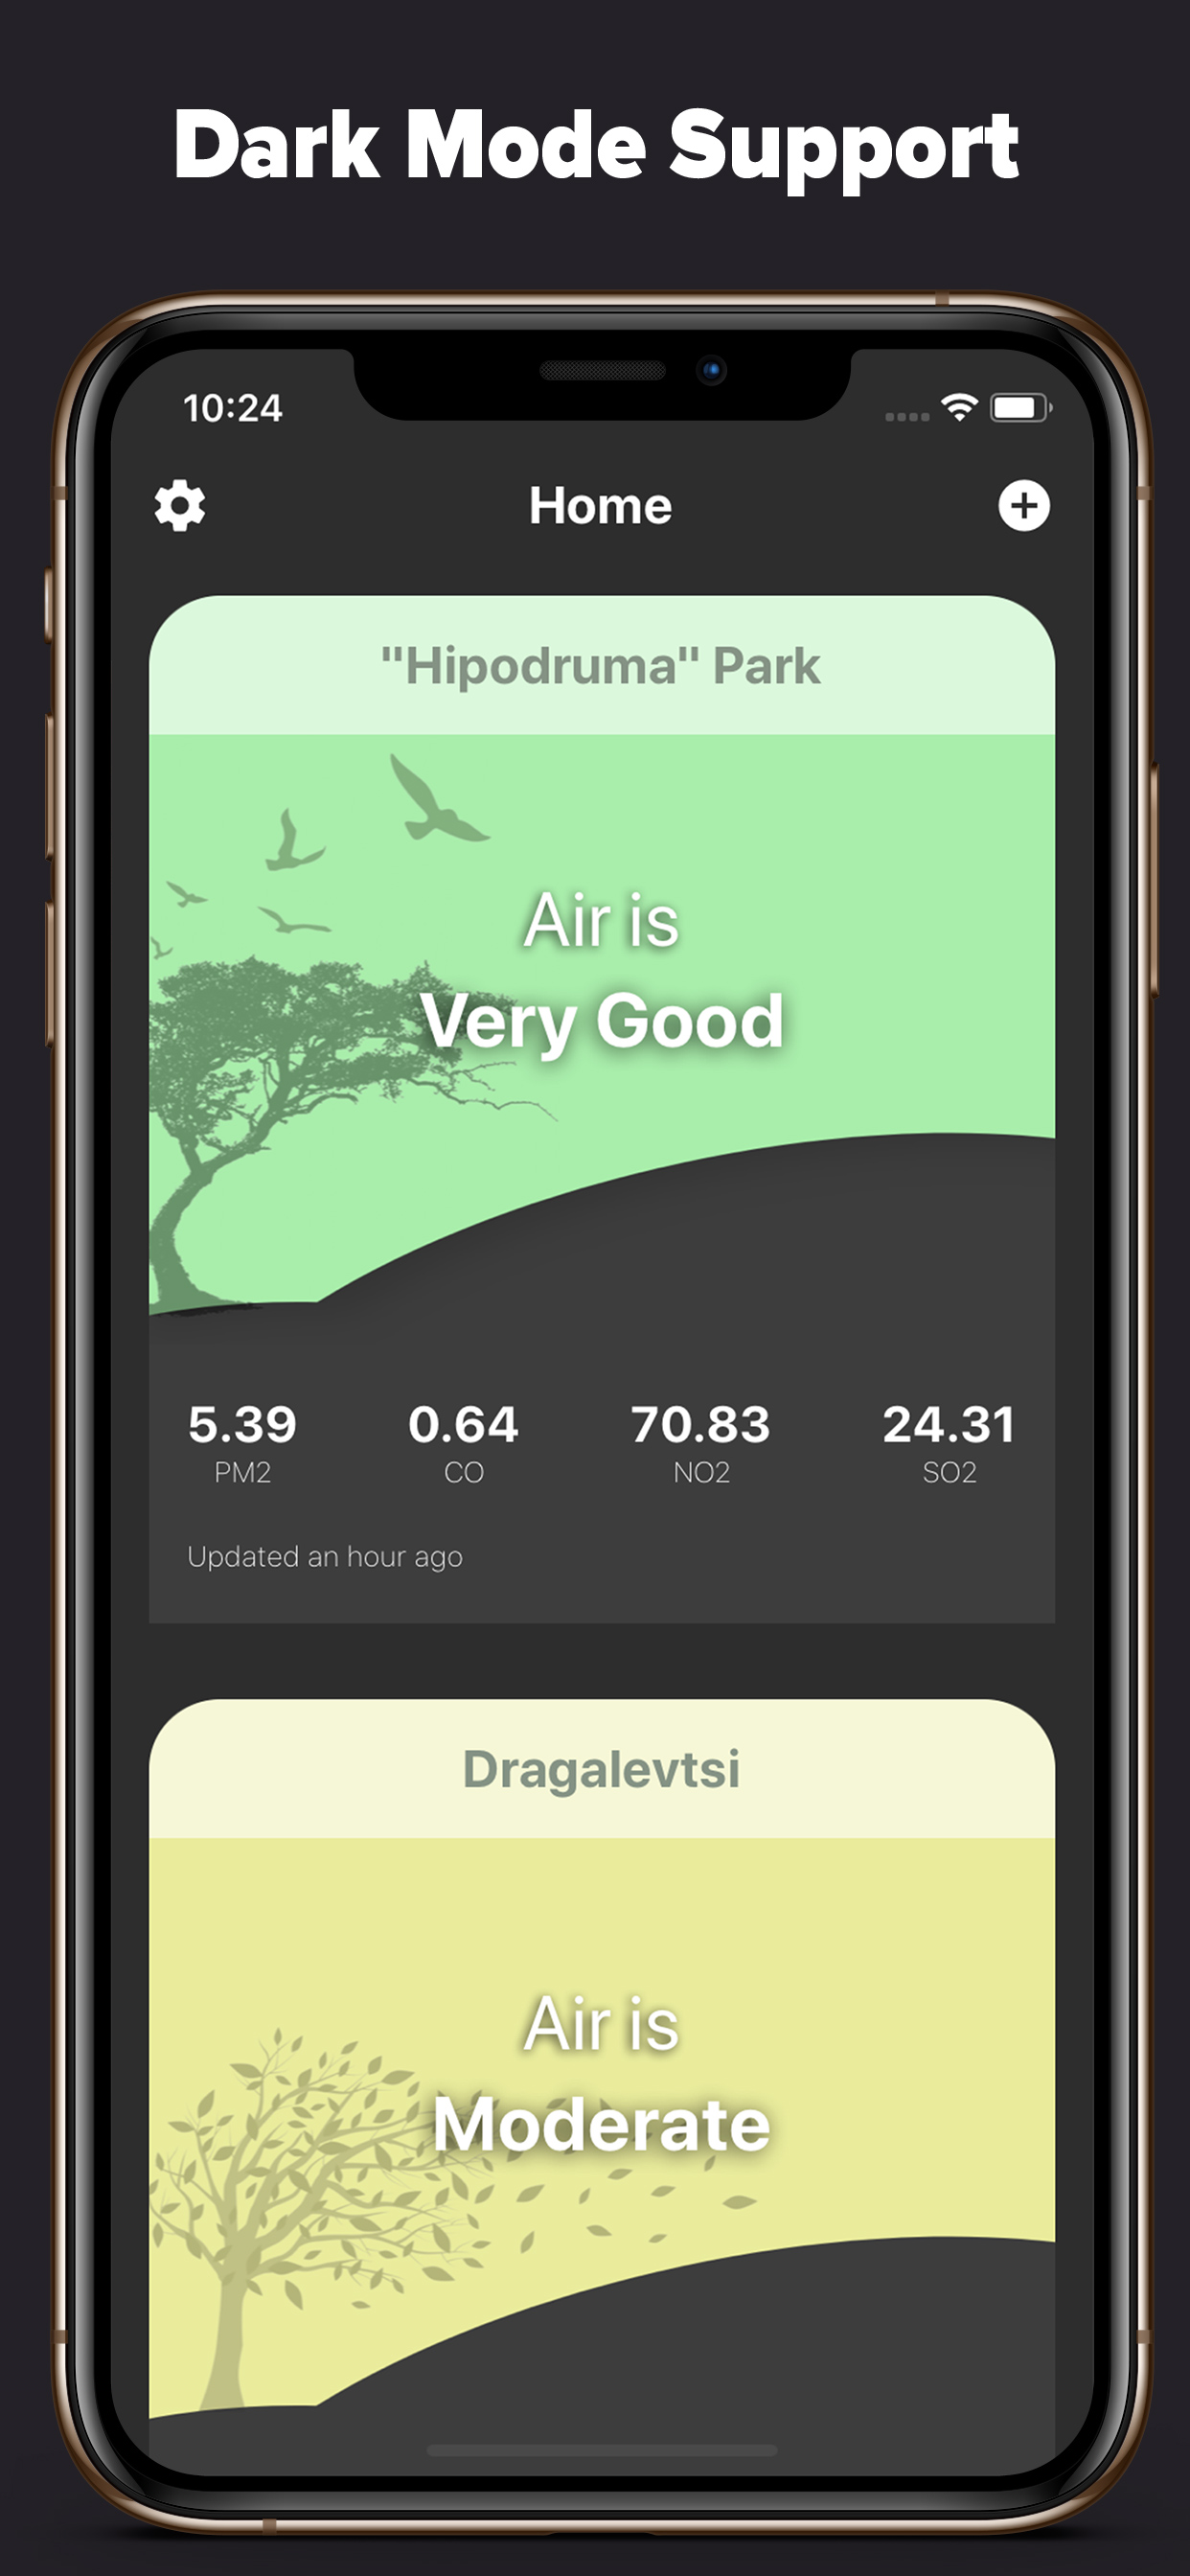 Dark Mode Support
10:24
Home
"Hipodruma" Park
Air is
Very Good
5.39 0.64 70.83 24.31
PM2 CO NO2 SO2
Updated an hour ago
Dragalevtsi
Air is
Moderate